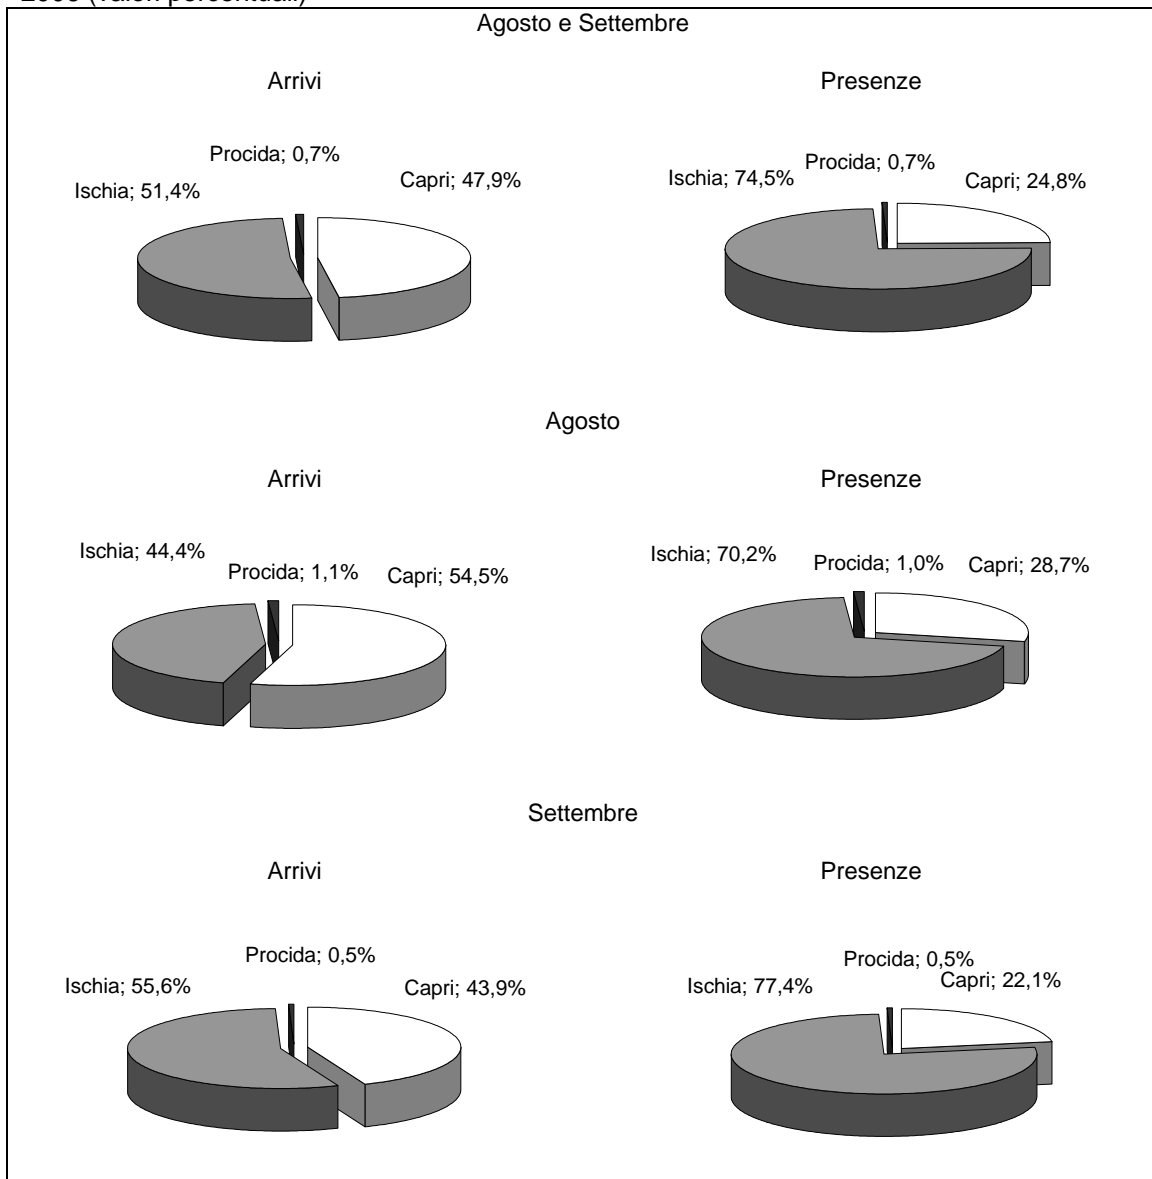 (valori percentuali)
Agosto e Settembre
Arrivi
Presenze
Procida; 0,7%
Ischia; 51,4%
Capri; 47,9%
Procida; 0,7%
Ischia; 74,5%
Capri; 24,8%
Agosto
Arrivi
Presenze
Ischia; 44,4%
Procida; 1,1%
Capri; 54,5%
Ischia; 70,2%
Procida; 1,0%
Capri; 28,7%
Settembre
Arrivi
Presenze
Procida; 0,5%
Ischia; 55,6%
Capri; 43,9%
Procida; 0,5%
Ischia; 77,4%
Capri; 22,1%